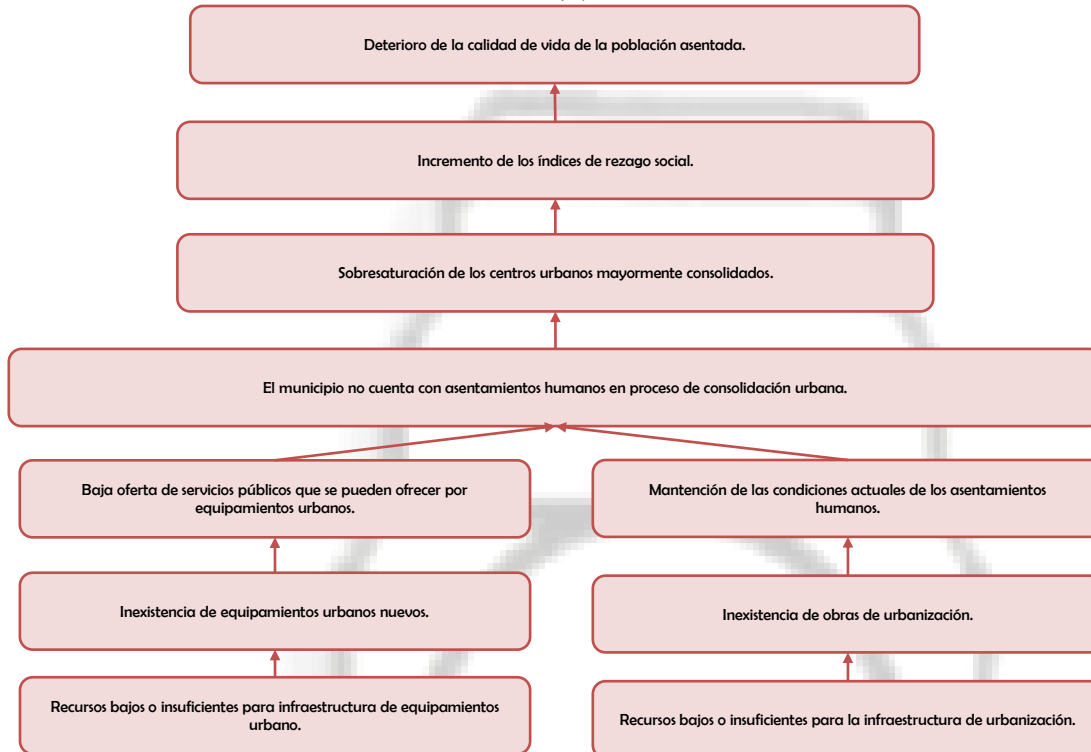 Deterioro de la calidad de vida de la población asentada.
Incremento de los índices de rezago social.
Sobresaturación de los centros urbanos mayormente consolidados.
El municipio no cuenta con asentamientos humanos en proceso de consolidación urbana.
Baja oferta de servicios públicos que se pueden ofrecer por
equipamientos urbanos.
Mantención de las condiciones actuales de los asentamientos
humanos.
Inexistencia de equipamientos urbanos nuevos.
Inexistencia de obras de urbanización.
Recursos bajos o insuficientes para infraestructura de equipamientos
urbano.
Recursos bajos o insuficientes para la infraestructura de urbanización.